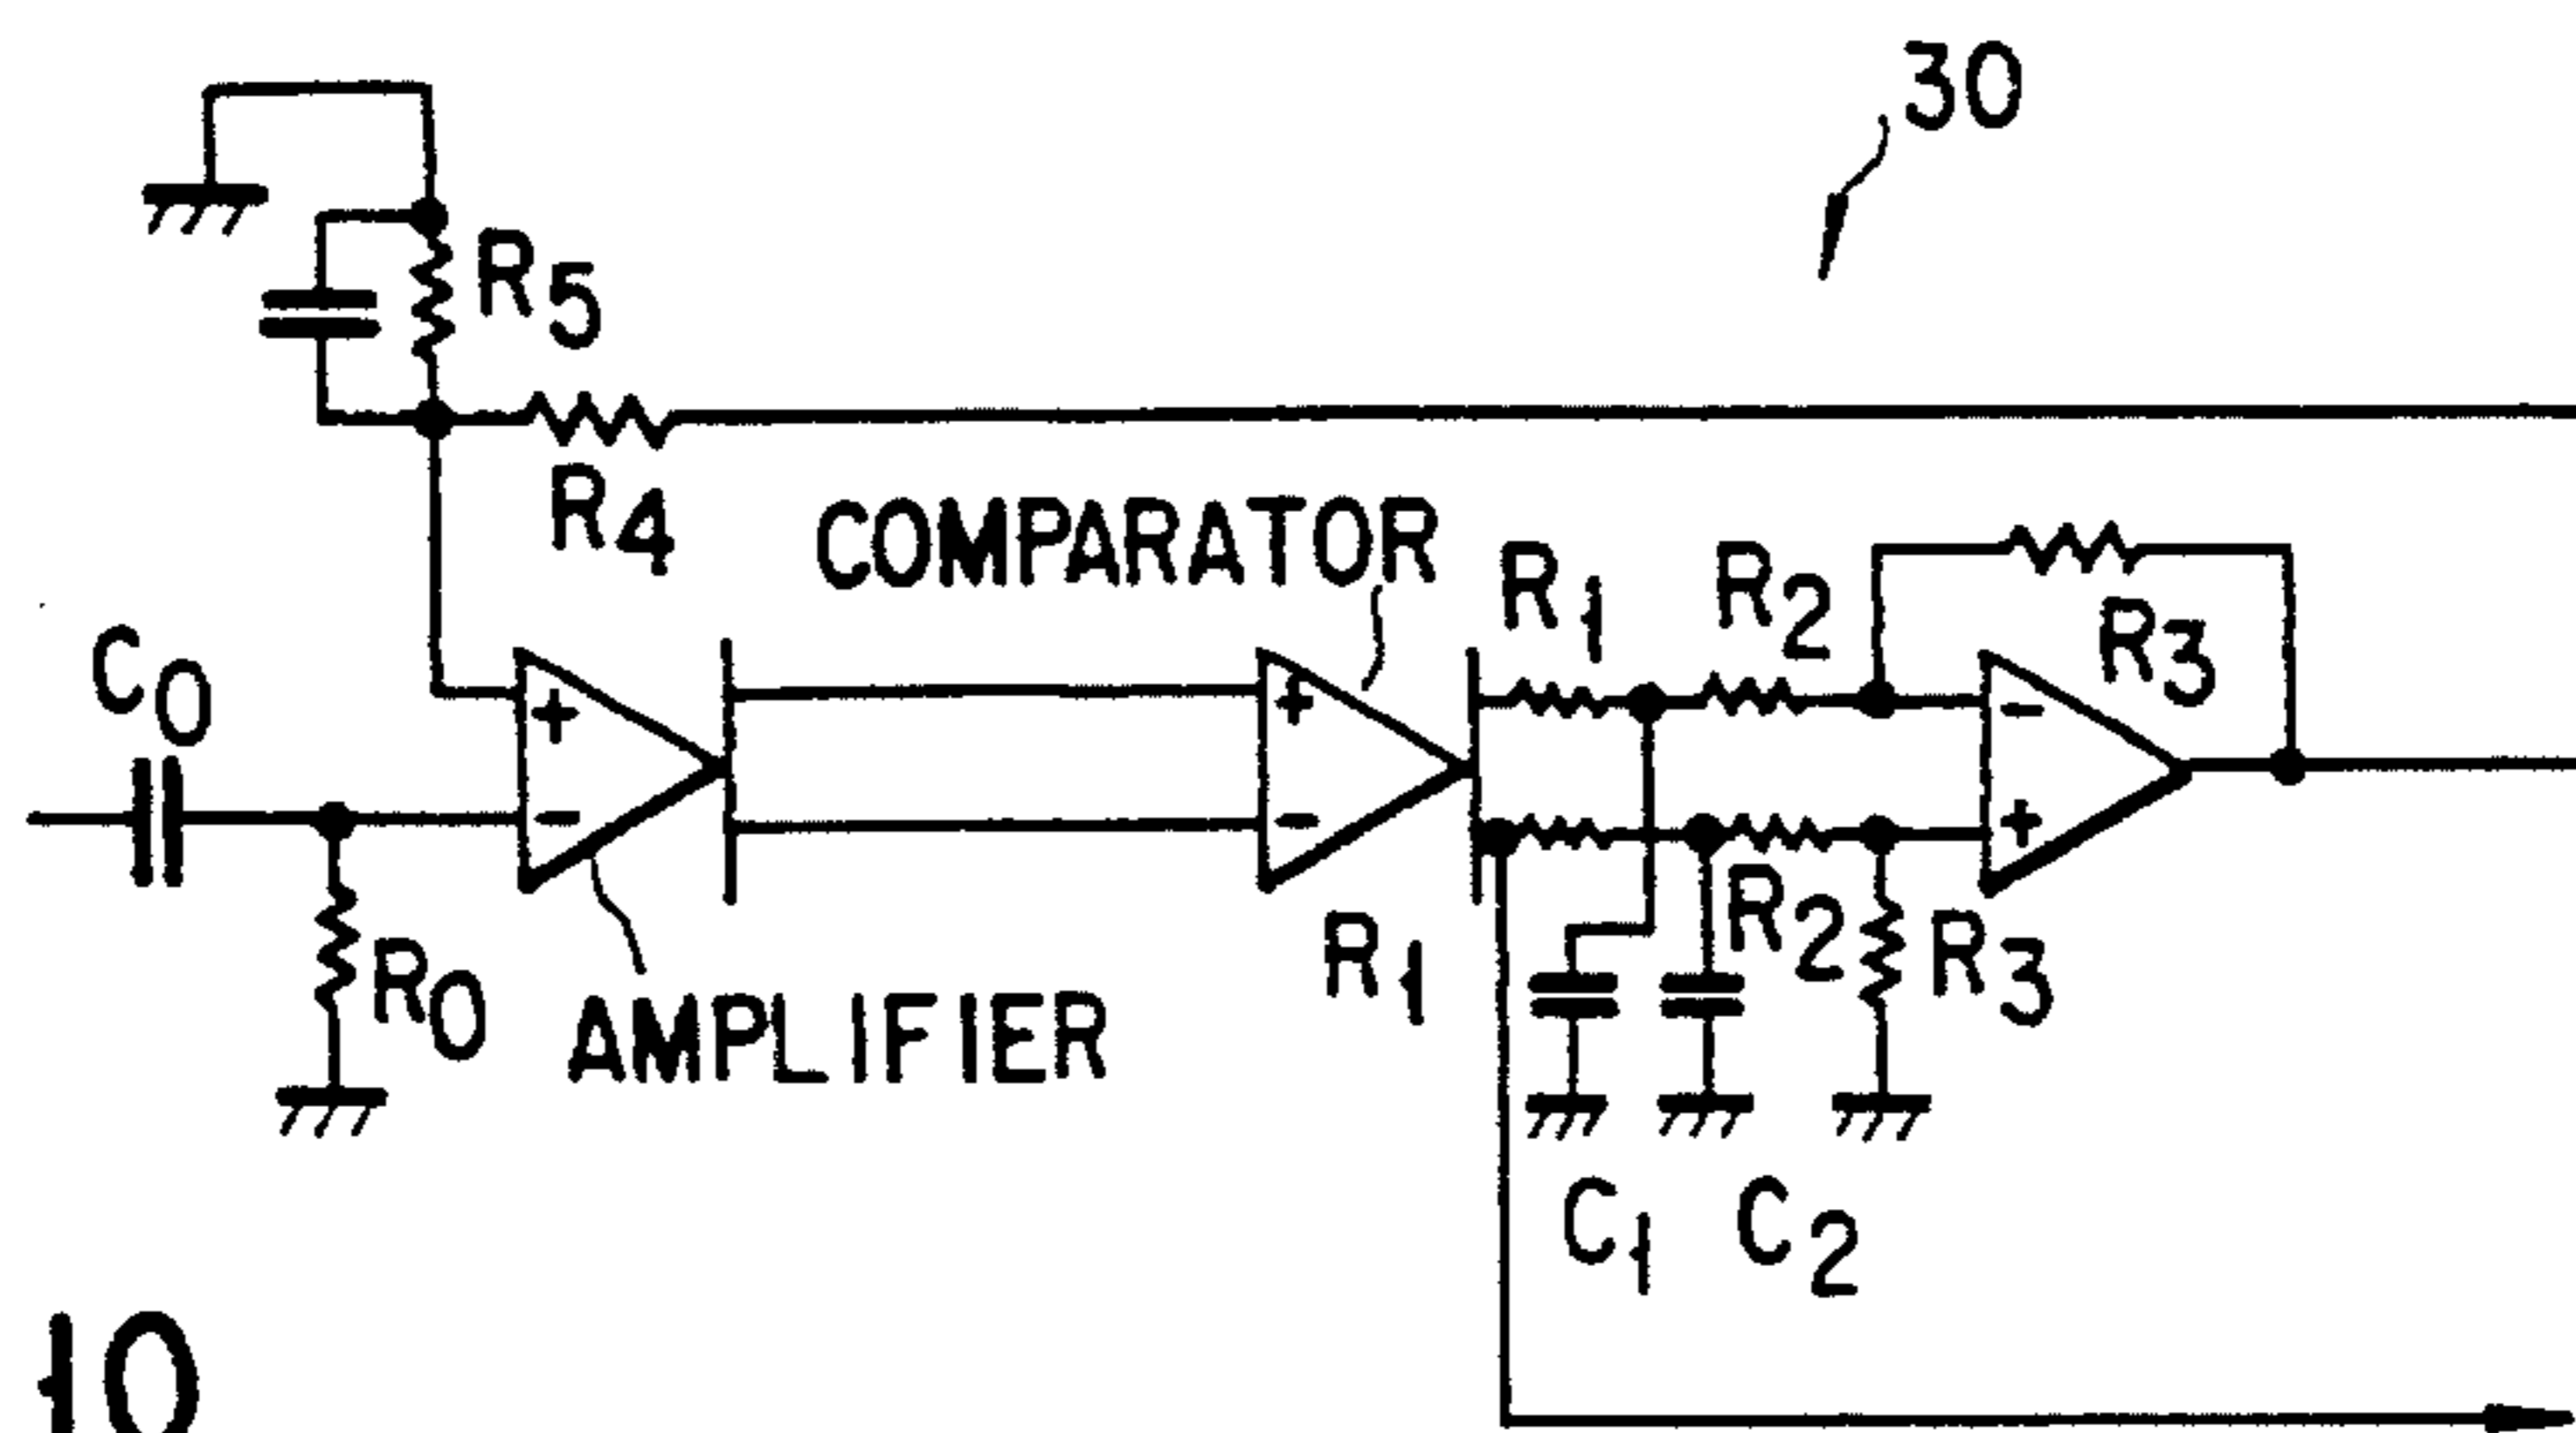 30
R5
R4
COMPARATOR
R1
R2
R3
C0
+
-
+
-
-
+
R0
AMPLIFIER
R1
R2
R3
C1
C2
10